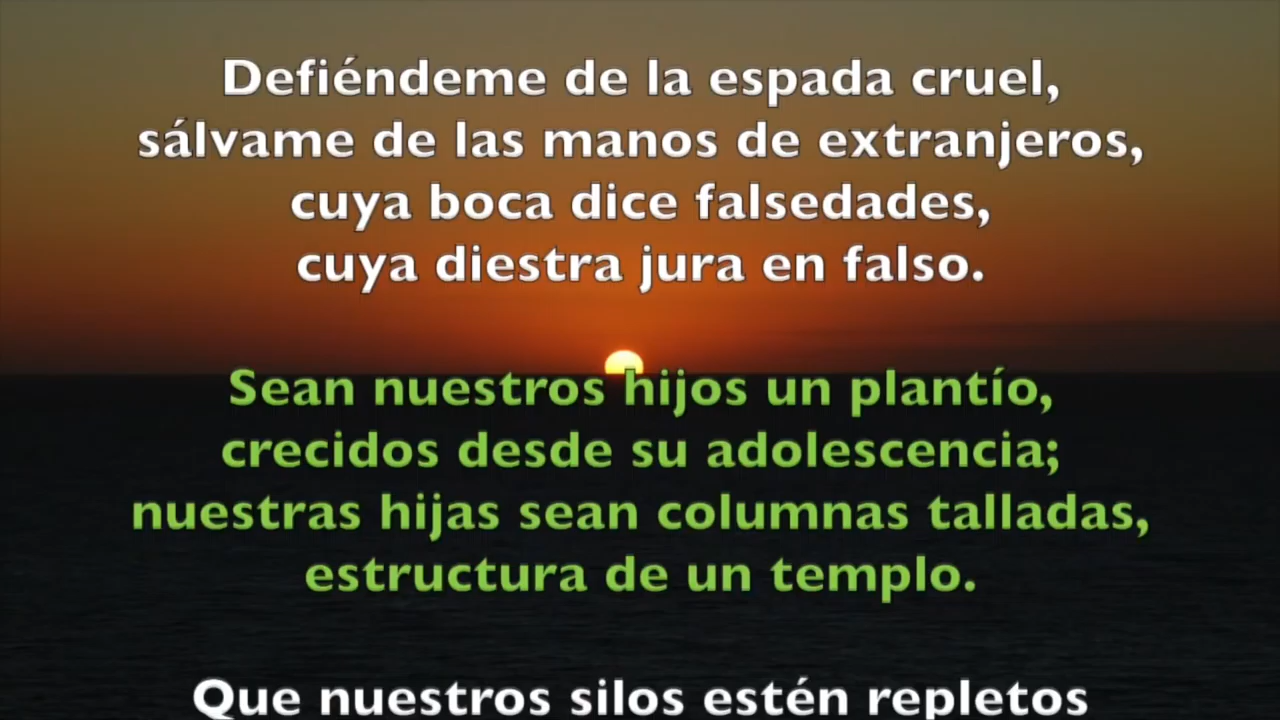 Defiéndeme de la espada cruel,
sálvame de las manos de extranjeros,
cuya boca dice falsedades,
cuya diestra jura en falso.
Sean nuestros hijos un plantío,
crecidos desde su adolescencia;
nuestras hijas sean columnas talladas,
estructura de un templo.
Que nuestros silos estén repletos